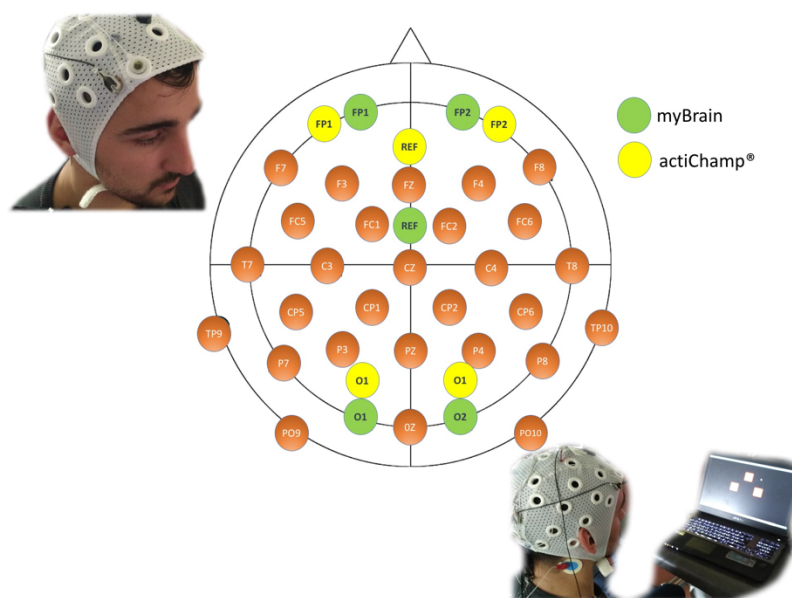 myBrain
actiChamp®
FP1
FP1
FP2
FP2
REF
F7
F3
FZ
F4
F8
FC5
FC1
REF
FC2
FC6
T7
C3
CZ
C4
T8
CP5
CP1
CP2
CP6
TP9
TP10
P7
P3
PZ
P4
P8
O1
O1
O1
0Z
O2
PO9
PO10